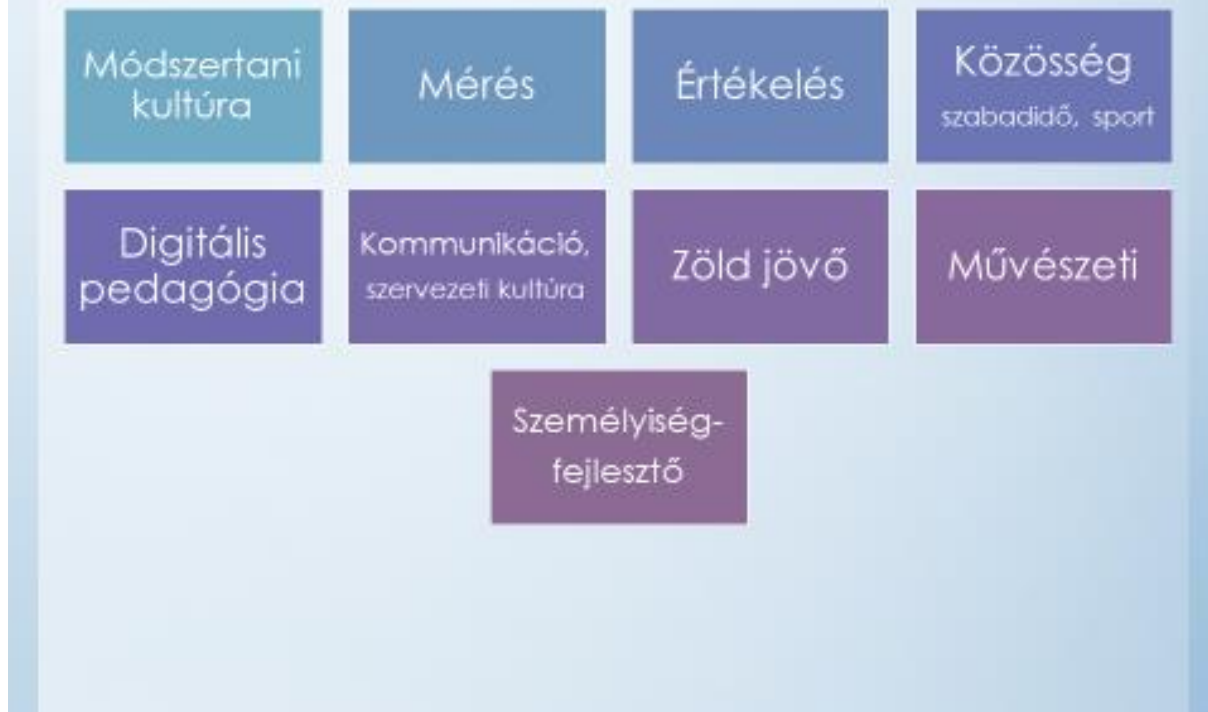 Módszertani
kultúra
Mérés
Értékelés
Közösség
szabadidő, sport
Digitális
pedagógia
Kommunikáció,
szervezeti kultúra
Zöld jövő
Művészeti
Személyiség-
fejlesztő